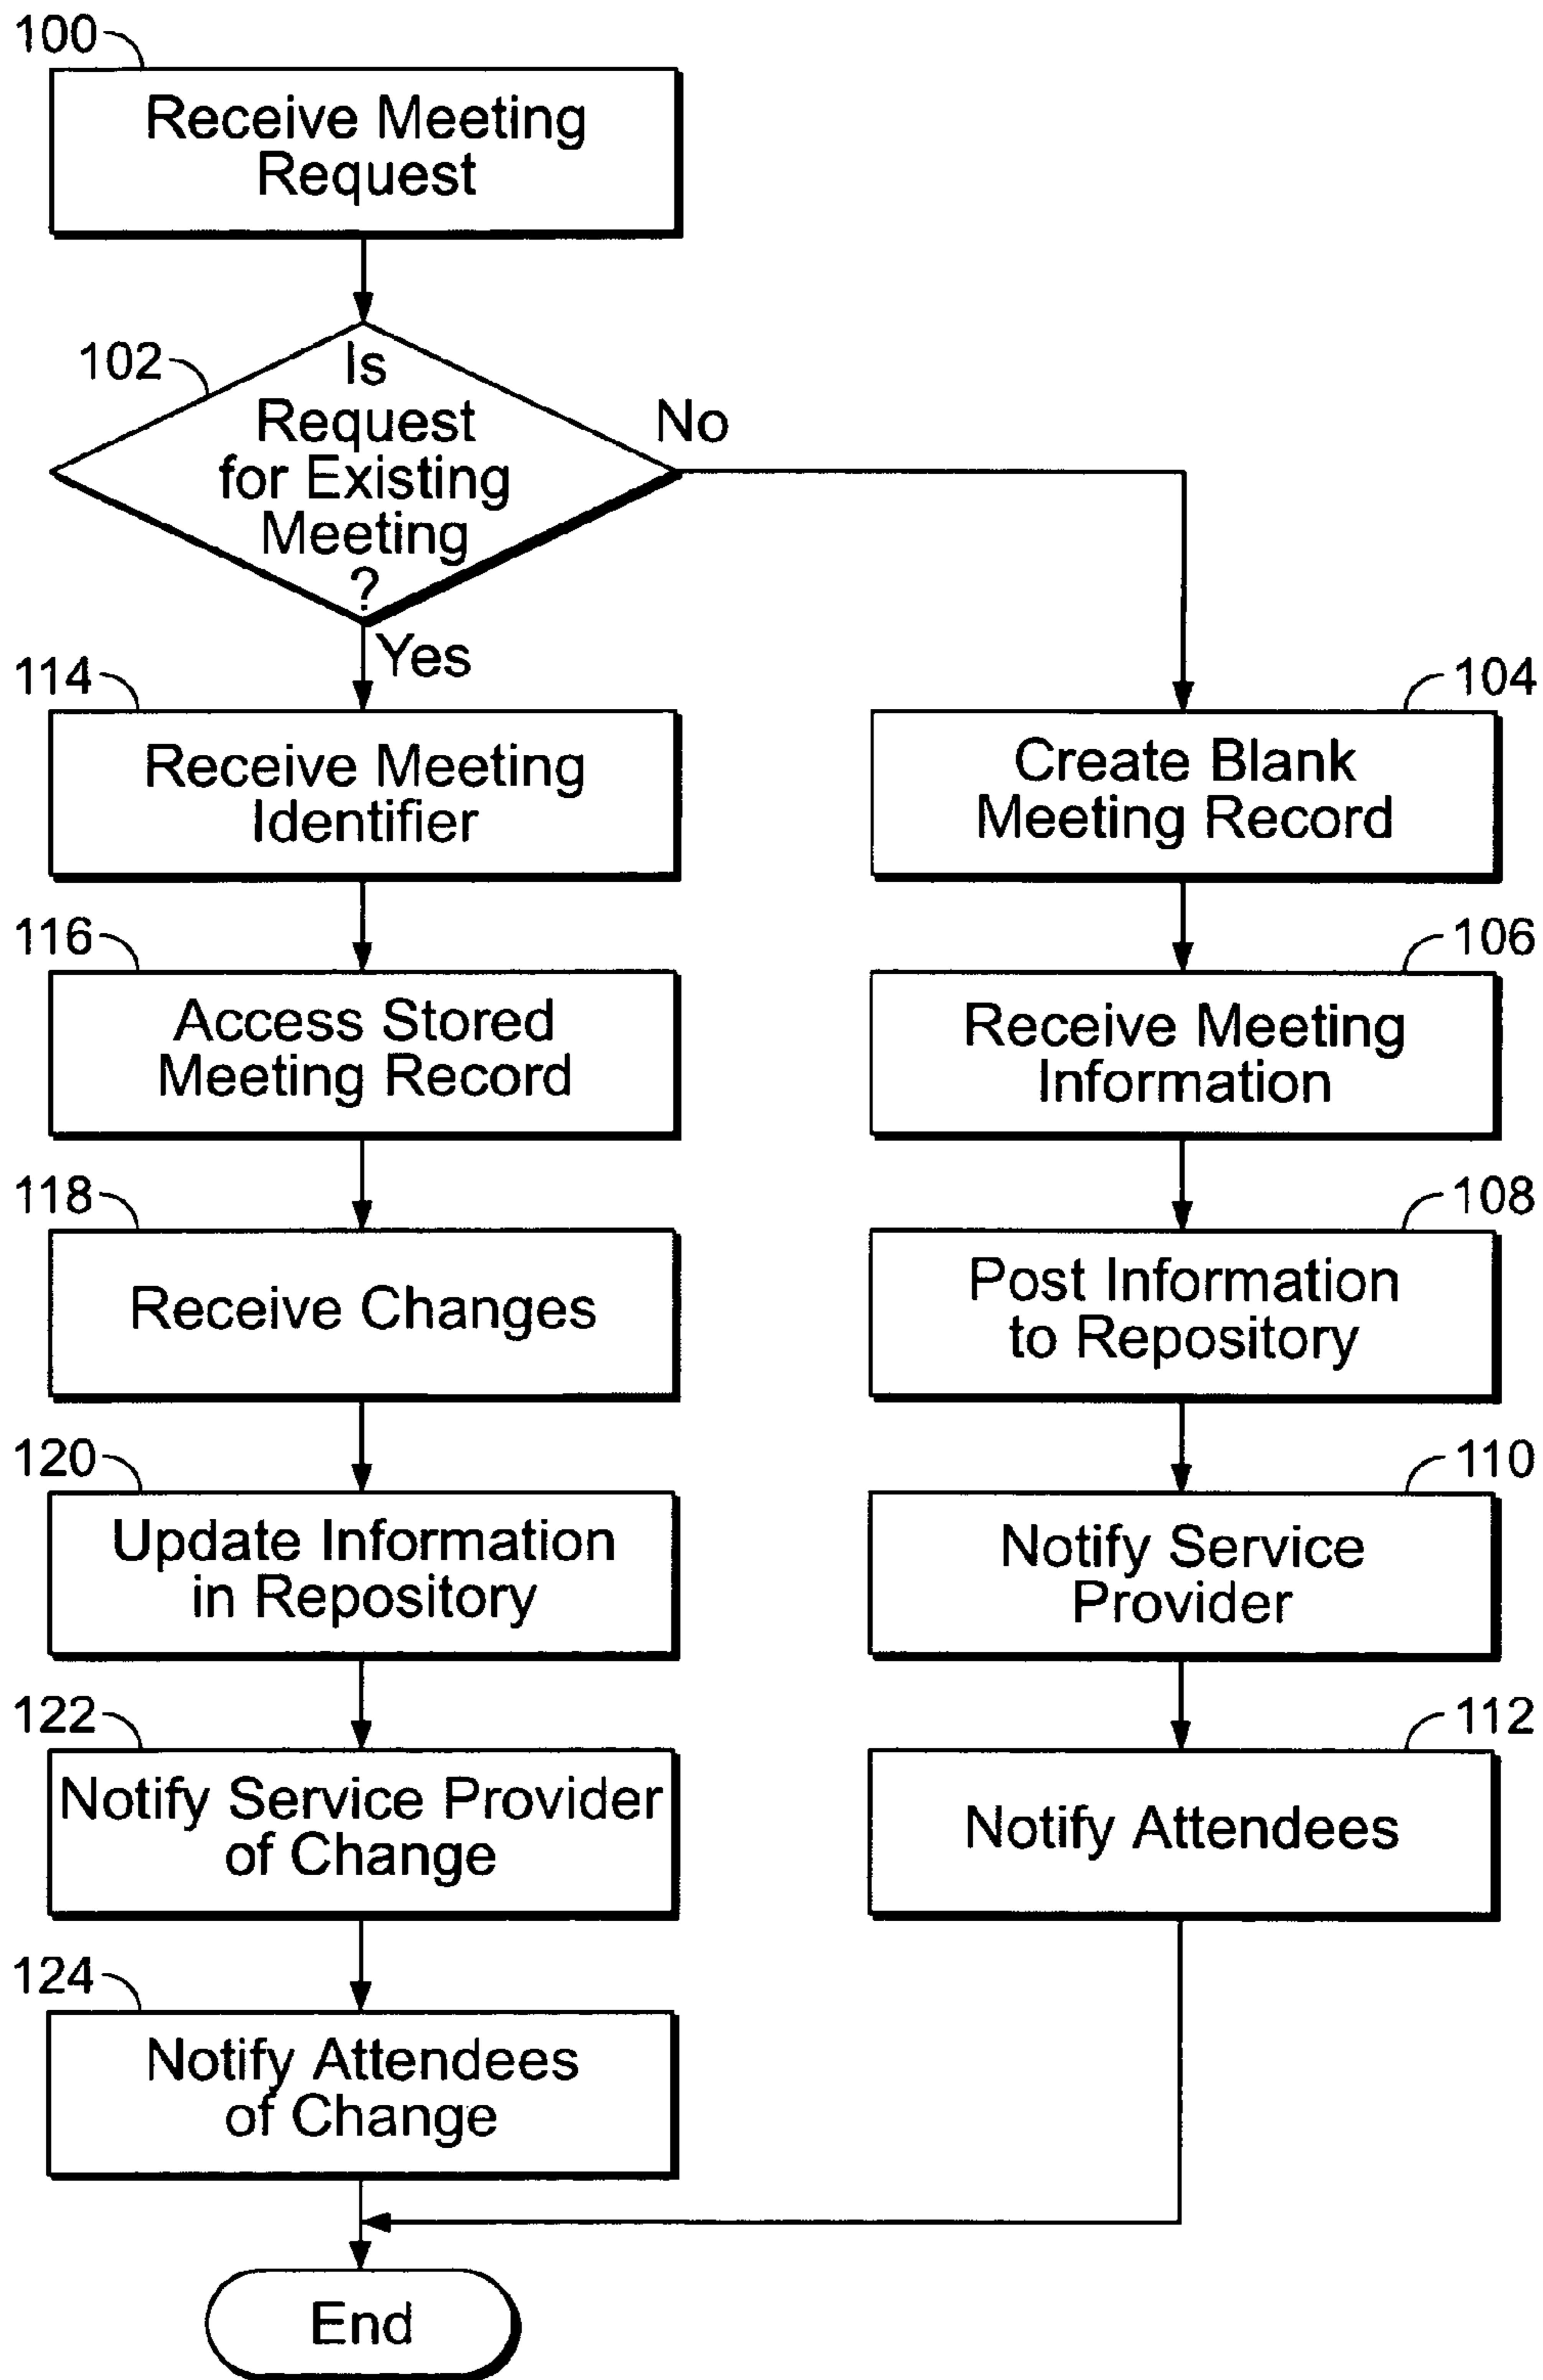 100
Receive Meeting
Request
102
Is
Request
for Existing
Meeting
?
No
Yes
114
Receive Meeting
Identifier
104
Create Blank
Meeting Record
116
Access Stored
Meeting Record
106
Receive Meeting
Information
118
Receive Changes
108
Post Information
to Repository
120
Update Information
in Repository
110
Notify Service
Provider
122
Notify Service Provider
of Change
112
Notify Attendees
124
Notify Attendees
of Change
End